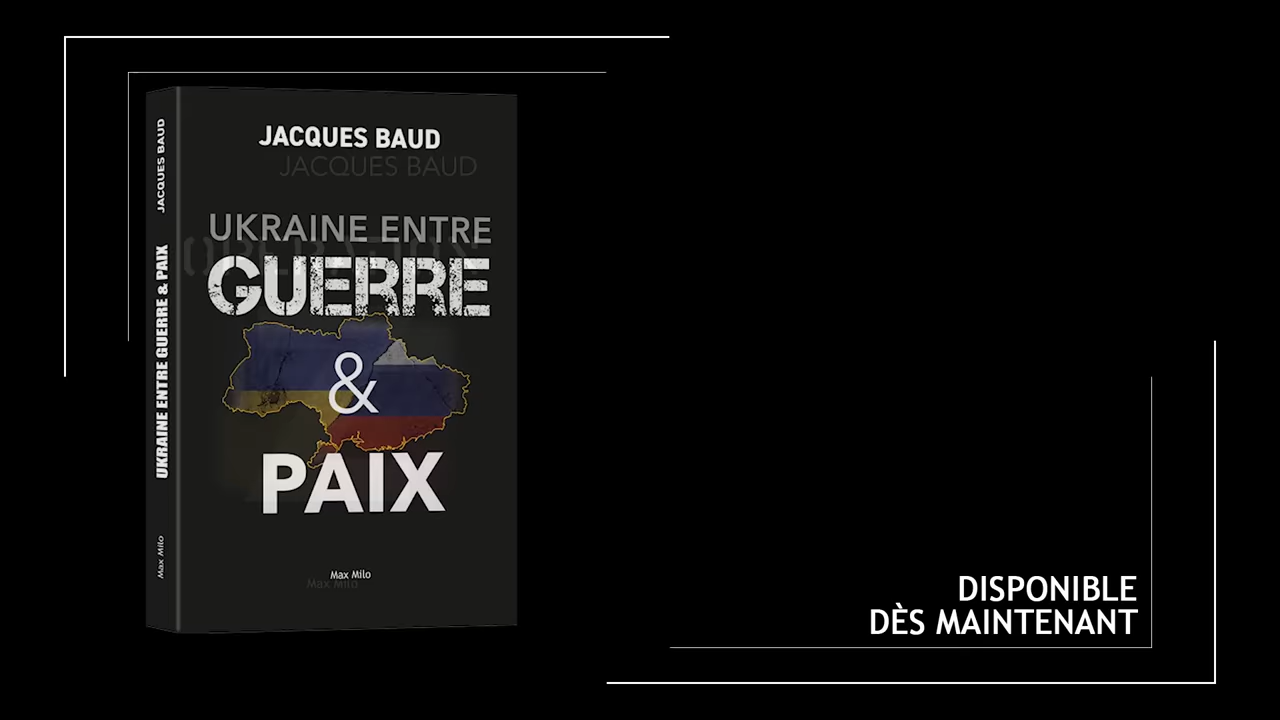 JACQUES BAUD
JACQUES BAUD
UKRAINE ENTRE
OPÉRATION
GUERRE
&
PAIX
Max Milo
Max Milo
JACQUES BAUD
UKRAINE ENTRE GUERRE & PAIX
Max Milo
DISPONIBLE
DÈS MAINTENANT